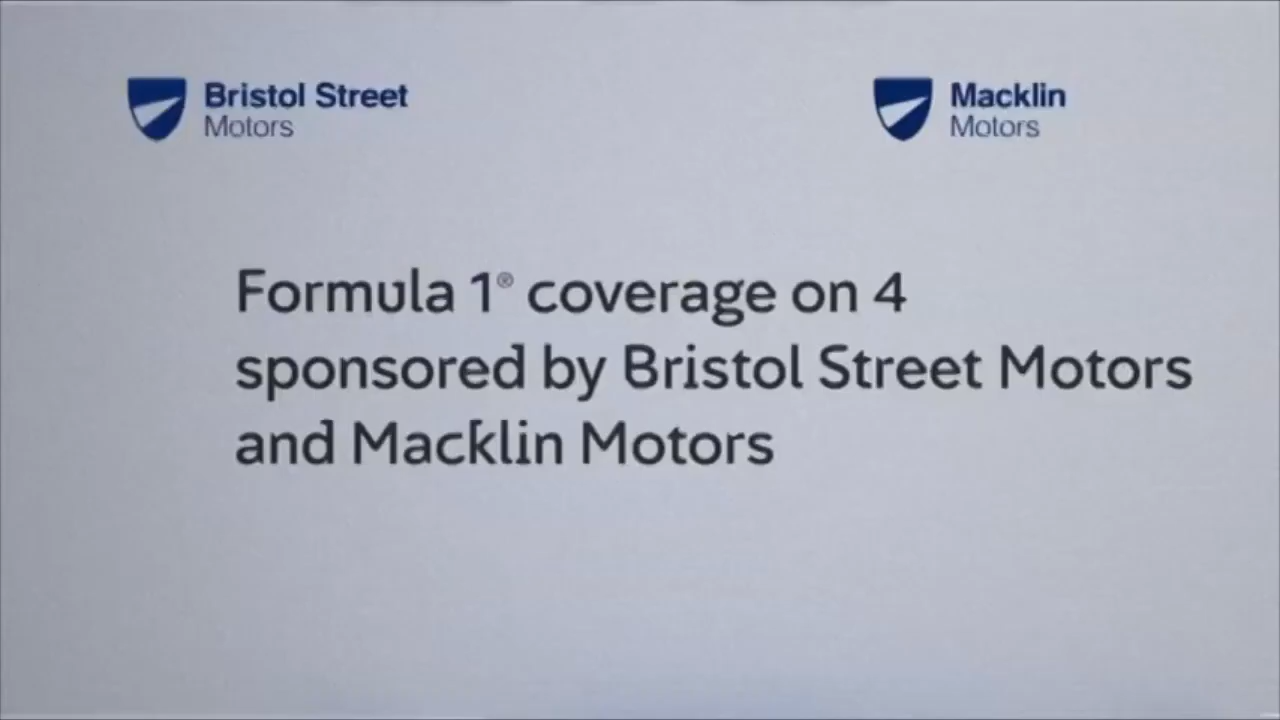 Bristol Street
Motors
Macklin
Motors
Formula 1® coverage on 4
sponsored by Bristol Street Motors
and Macklin Motors